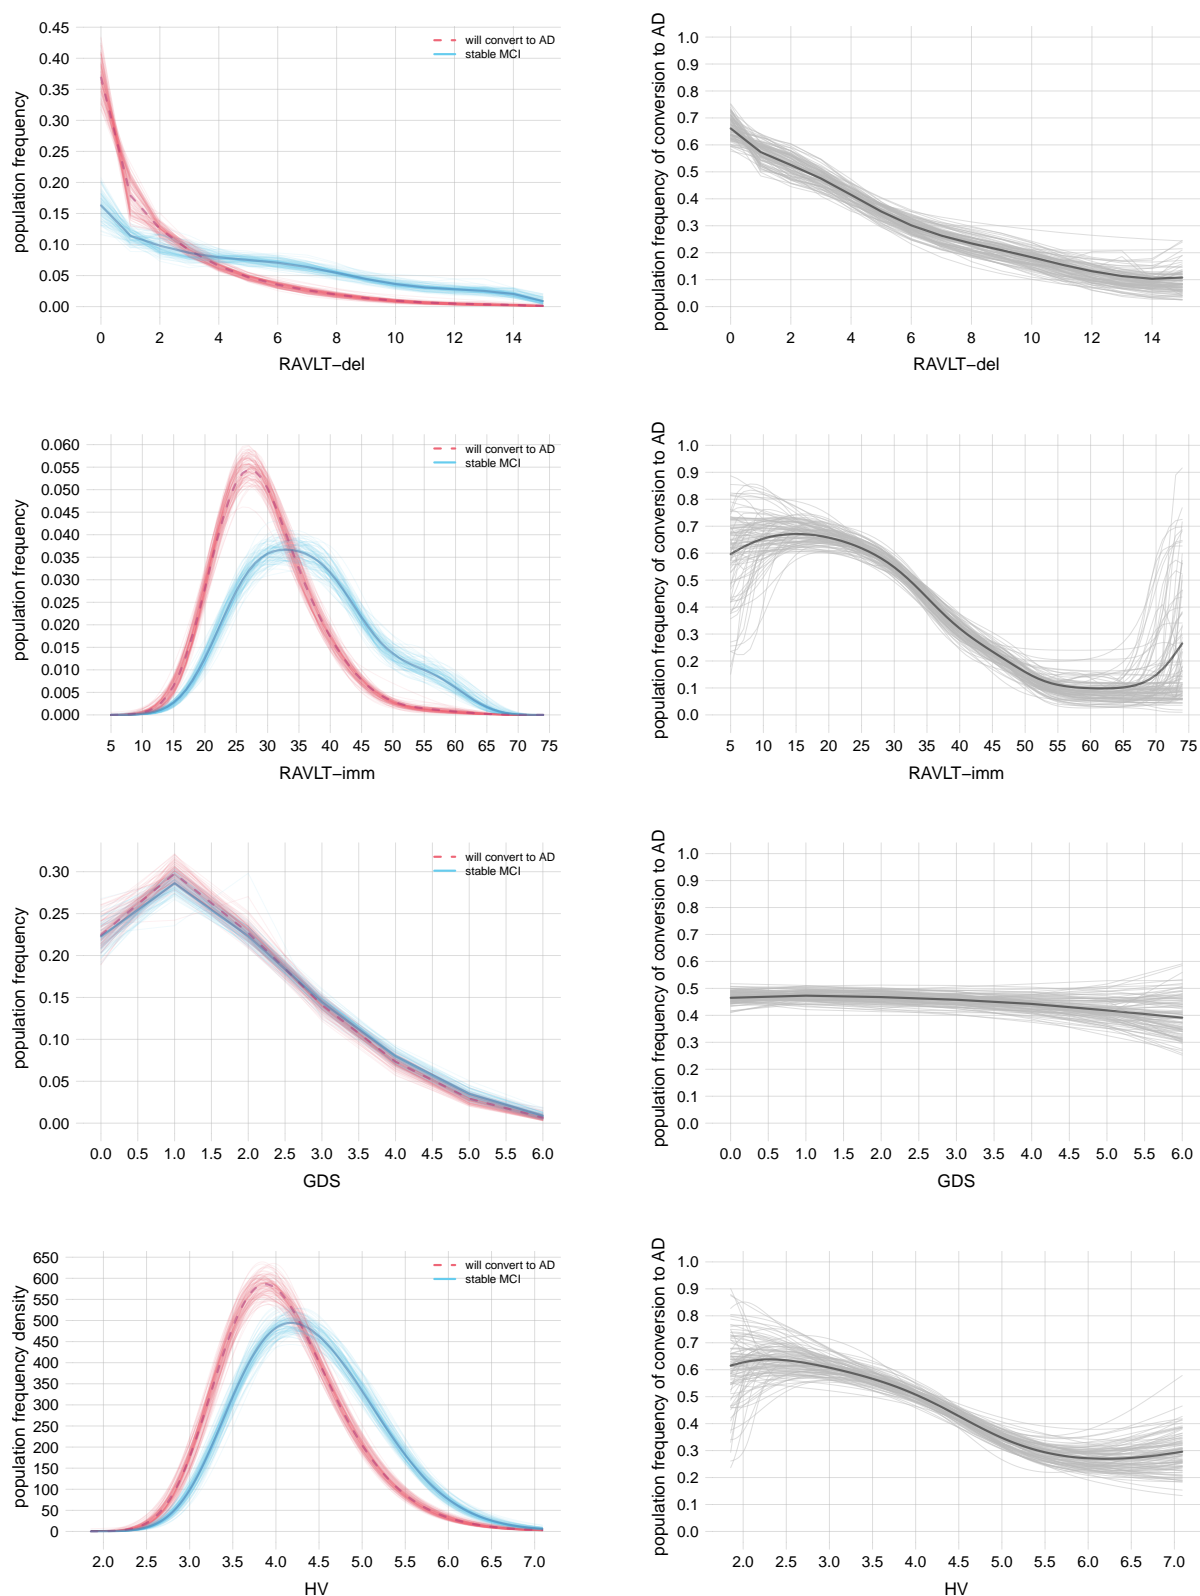 population frequency
0.45
0.40
0.35
0.30
0.25
0.20
0.15
0.10
0.05
0.00
will convert to AD
stable MCI
0 2 4 6 8 10 12 14
RAVLT−del
population frequency of conversion to AD
1.0
0.9
0.8
0.7
0.6
0.5
0.4
0.3
0.2
0.1
0.0
0 2 4 6 8 10 12 14
RAVLT−del
population frequency
0.060
0.055
0.050
0.045
0.040
0.035
0.030
0.025
0.020
0.015
0.010
0.005
0.000
will convert to AD
stable MCI
5 10 15 20 25 30 35 40 45 50 55 60 65 70 75
RAVLT−imm
population frequency of conversion to AD
1.0
0.9
0.8
0.7
0.6
0.5
0.4
0.3
0.2
0.1
0.0
5 10 15 20 25 30 35 40 45 50 55 60 65 70 75
RAVLT−imm
population frequency
0.30
0.25
0.20
0.15
0.10
0.05
0.00
will convert to AD
stable MCI
0.0 0.5 1.0 1.5 2.0 2.5 3.0 3.5 4.0 4.5 5.0 5.5 6.0
GDS
population frequency of conversion to AD
1.0
0.9
0.8
0.7
0.6
0.5
0.4
0.3
0.2
0.1
0.0
0.0 0.5 1.0 1.5 2.0 2.5 3.0 3.5 4.0 4.5 5.0 5.5 6.0
GDS
population frequency density
650
600
550
500
450
400
350
300
250
200
150
100
50
0
will convert to AD
stable MCI
2.0 2.5 3.0 3.5 4.0 4.5 5.0 5.5 6.0 6.5 7.0
HV
population frequency of conversion to AD
1.0
0.9
0.8
0.7
0.6
0.5
0.4
0.3
0.2
0.1
0.0
2.0 2.5 3.0 3.5 4.0 4.5 5.0 5.5 6.0 6.5 7.0
HV